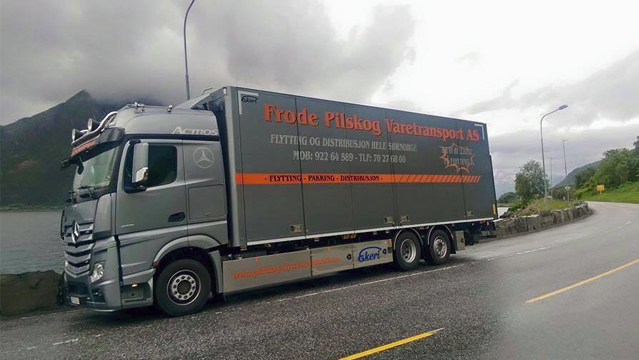 Actros
Ekeri
Frode Pilskog Varetransport AS
FLYTTING OG DISTRIBUSJON HELE SØRNORGE
MOB: 922 64 589 - TLF: 70 27 68 00
- FLYTTING - PAKKING - DISTRIBUSJON -
Ekeri